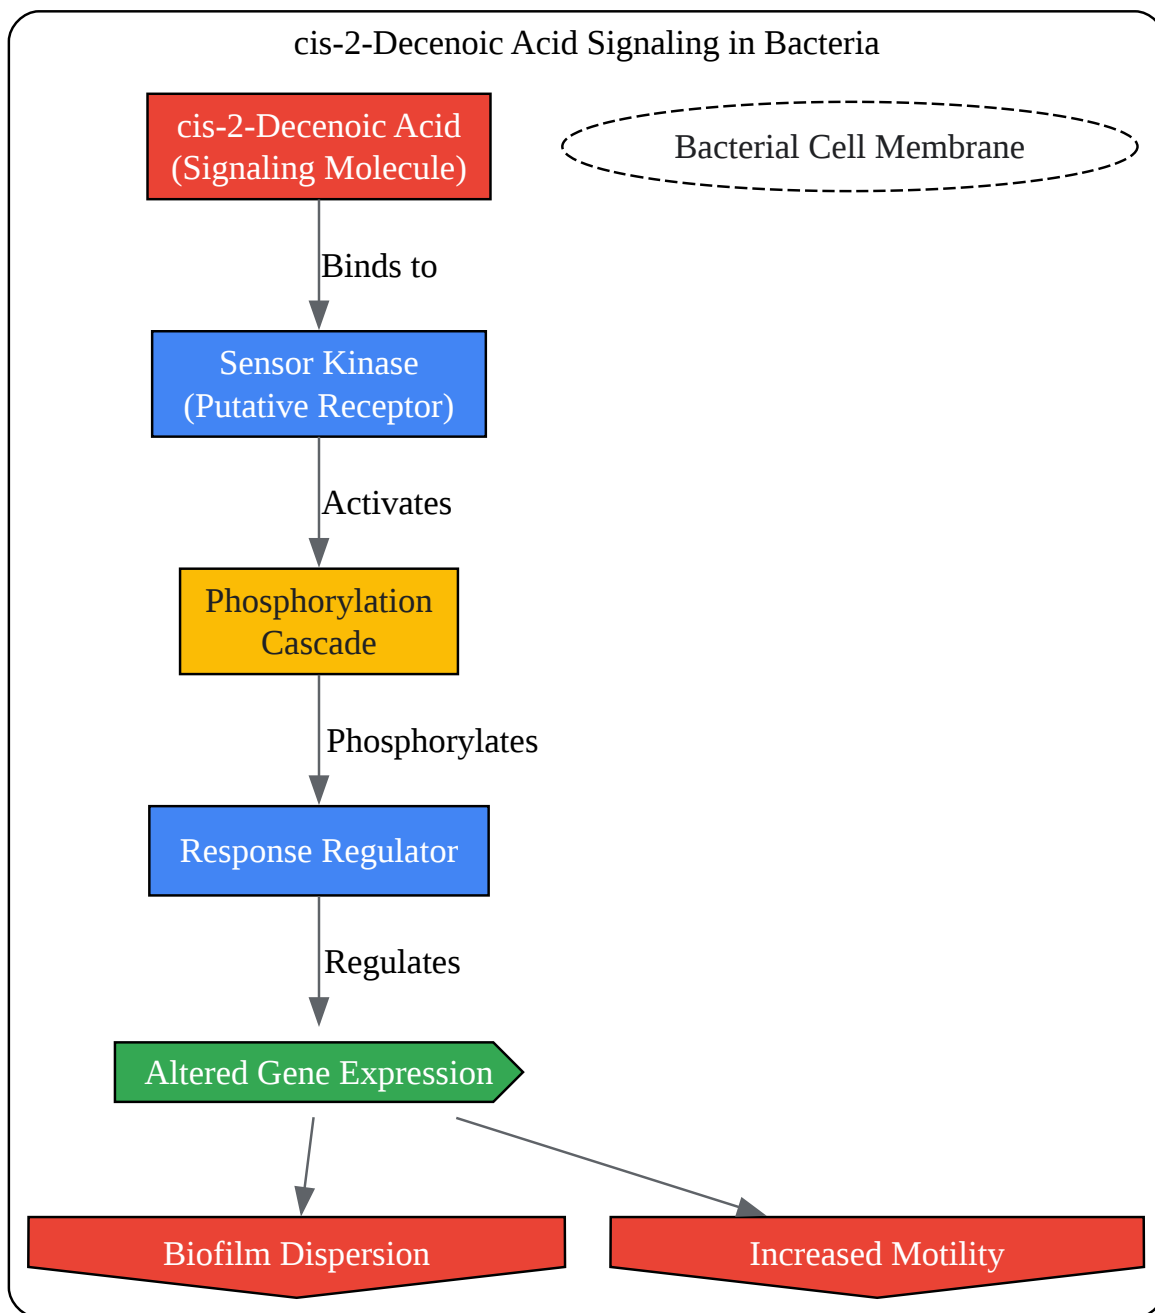 cis-2-Decenoic Acid Signaling in Bacteria
cis-2-Decenoic Acid
(Signaling Molecule)
Bacterial Cell Membrane
Binds to
Sensor Kinase
(Putative Receptor)
Activates
Phosphorylation
Cascade
Phosphorylates
Response Regulator
Regulates
Altered Gene Expression
Biofilm Dispersion
Increased Motility